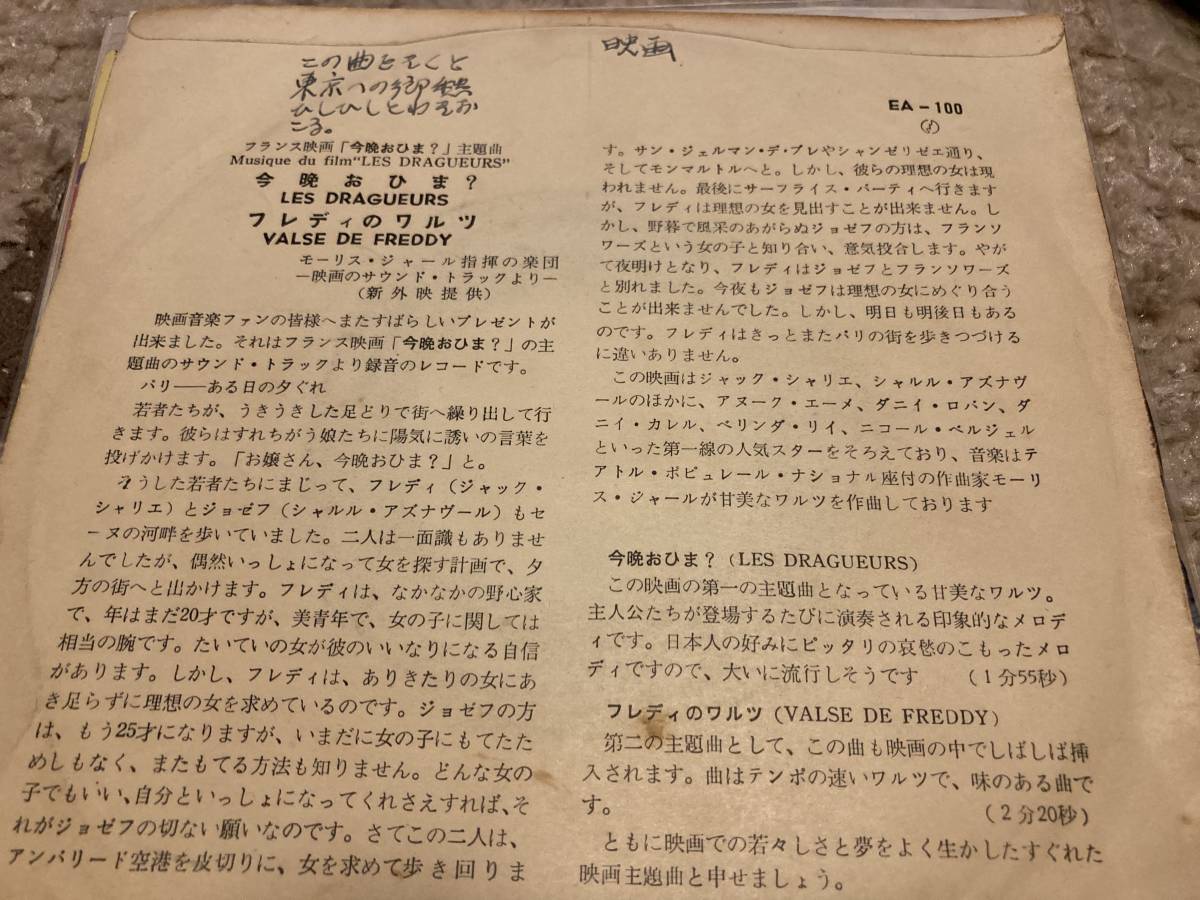 この曲をきくと
東京への郷愁
ひしひしとわきお
こる。
映画
EA-100
フランス映画「今晩おひま？」主題曲
Musique du film"LES DRAGUEURS"
今晩おひま？
LES DRAGUEURS
フレディのワルツ
VALSE DE FREDDY
モーリス・ジャール指揮の楽団
―映画のサウンド・トラックより―
（新外映提供）
映画音楽ファンの皆様へまたすばらしいプレゼントが
出来ました。それはフランス映画「今晩おひま？」の主
題曲のサウンド・トラックより録音のレコードです。
パリ――ある日の夕ぐれ
若者たちが、うきうきした足どりで街へ繰り出して行
きます。彼らはすれちがう娘たちに陽気に誘いの言葉を
投げかけます。「お嬢さん、今晩おひま？」と。
そうした若者たちにまじって、フレディ（ジャック・
シャリエ）とジョゼフ（シャルル・アズナヴール）もセ
ーヌの河畔を歩いていました。二人は一面識もありませ
んでしたが、偶然いっしょになって女を探す計画で、夕
方の街へと出かけます。フレディは、なかなかの野心家
で、年はまだ20才ですが、美青年で、女の子に関しては
相当の腕です。たいていの女が彼のいいなりになる自信
があります。しかし、フレディは、ありきたりの女にあ
き足らずに理想の女を求めているのです。ジョゼフの方
は、もう25才になりますが、いまだに女の子にもてたた
めしもなく、またもてる方法も知りません。どんな女の
子でもいい、自分といっしょになってくれさえすれば、そ
れがジョゼフの切ない願いなのです。さてこの二人は、
アンバリード空港を皮切りに、女を求めて歩き回りま
す。サン・ジェルマン・デ・プレやシャンゼリゼエ通り、
そしてモンマルトルへと。しかし、彼らの理想の女は現
われません。最後にサーフライス・パーティへ行きます
が、フレディは理想の女を見出すことが出来ません。し
かし、野暮で風采のあがらぬジョゼフの方は、フランソ
ワーズという女の子と知り合い、意気投合します。やが
て夜明けとなり、フレディはジョゼフとフランソワーズ
と別れました。今夜もジョゼフは理想の女にめぐり合う
ことが出来ませんでした。しかし、明日も明後日もある
のです。フレディはきっとまたパリの街を歩きつづける
に違いありません。
この映画はジャック・シャリエ、シャルル・アズナヴ
ールのほかに、アヌーク・エーメ、ダニイ・ロバン、ダ
ニイ・カレル、ベリンダ・リイ、ニコール・ベルジェル
といった第一線の人気スターをそろえており、音楽はテ
アトル・ポピュレール・ナショナル座付の作曲家モーリ
ス・ジャールが甘美なワルツを作曲しております
今晩おひま？（LES DRAGUEURS）
この映画の第一の主題曲となっている甘美なワルツ。
主人公たちが登場するたびに演奏される印象的なメロデ
ィです。日本人の好みにピッタリの哀愁のこもったメロ
ディですので、大いに流行しそうです （1分55秒）
フレディのワルツ（VALSE DE FREDDY）
第二の主題曲として、この曲も映画の中でしばしば挿
入されます。曲はテンポの速いワルツで、味のある曲で
す。 （2分20秒）
ともに映画での若々しさと夢をよく生かしたすぐれた
映画主題曲と申せましょう。